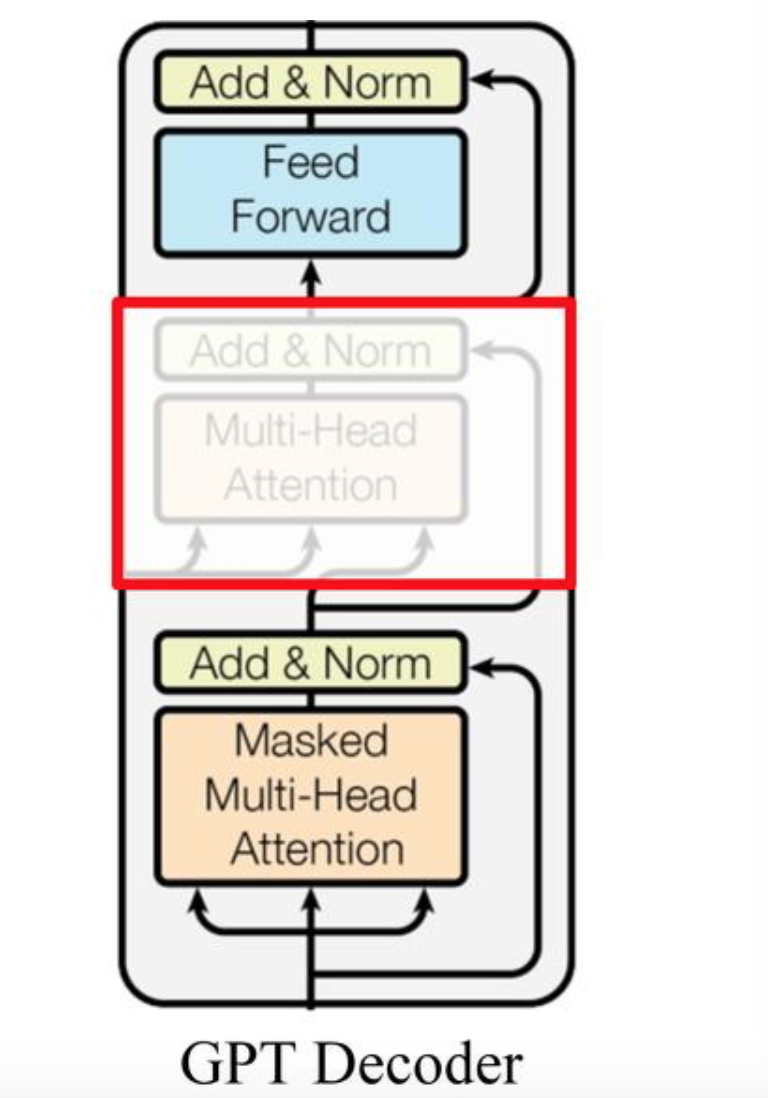 Add & Norm
Feed
Forward
Add & Norm
Multi-Head
Attention
Add & Norm
Masked
Multi-Head
Attention
GPT Decoder